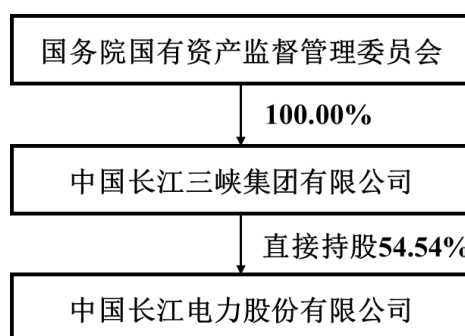 国务院国有资产监督管理委员会
100.00%
中国长江三峡集团有限公司
直接持股54.54%
中国长江电力股份有限公司